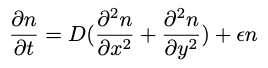 ∂n/∂t = D(∂²n/∂x² + ∂²n/∂y²) + ϵn